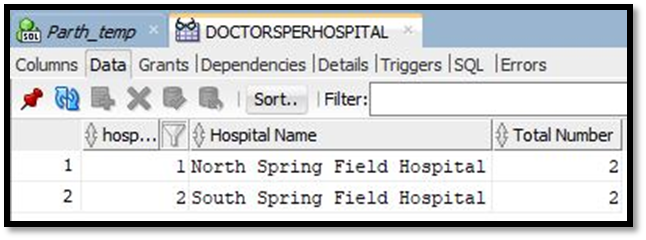 SQL Parth_temp × DOCTORSPERHOSPITAL ×
Columns Data Grants Dependencies Details Triggers SQL Errors
Sort.. Filter:
hosp... Hospital Name Total Number
1 1 North Spring Field Hospital 2
2 2 South Spring Field Hospital 2